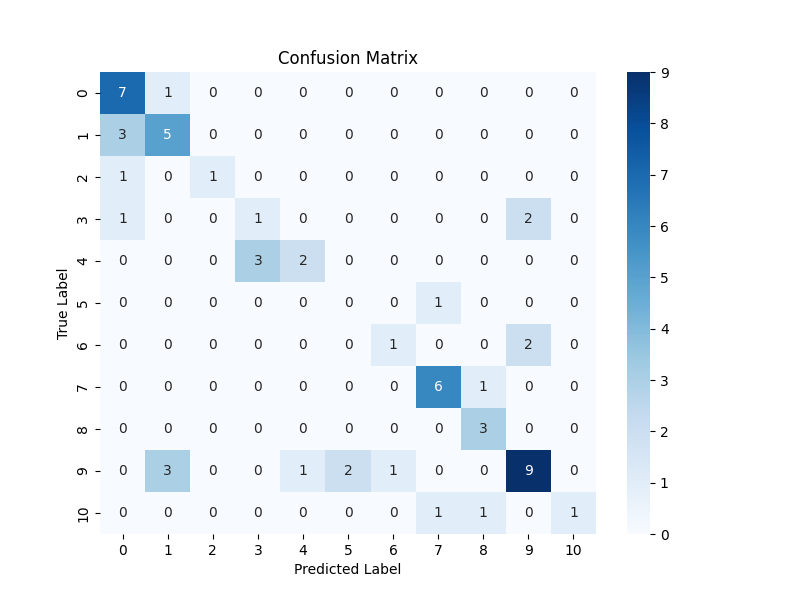 Confusion Matrix
0 7 1 0 0 0 0 0 0 0 0 0
1 3 5 0 0 0 0 0 0 0 0 0
2 1 0 1 0 0 0 0 0 0 0 0
3 1 0 0 1 0 0 0 0 0 2 0
4 0 0 0 3 2 0 0 0 0 0 0
5 0 0 0 0 0 0 0 1 0 0 0
6 0 0 0 0 0 0 1 0 0 2 0
7 0 0 0 0 0 0 0 6 1 0 0
8 0 0 0 0 0 0 0 0 3 0 0
9 0 3 0 0 1 2 1 0 0 9 0
10 0 0 0 0 0 0 0 1 1 0 1
0 1 2 3 4 5 6 7 8 9 10
Predicted Label
True Label
9
8
7
6
5
4
3
2
1
0